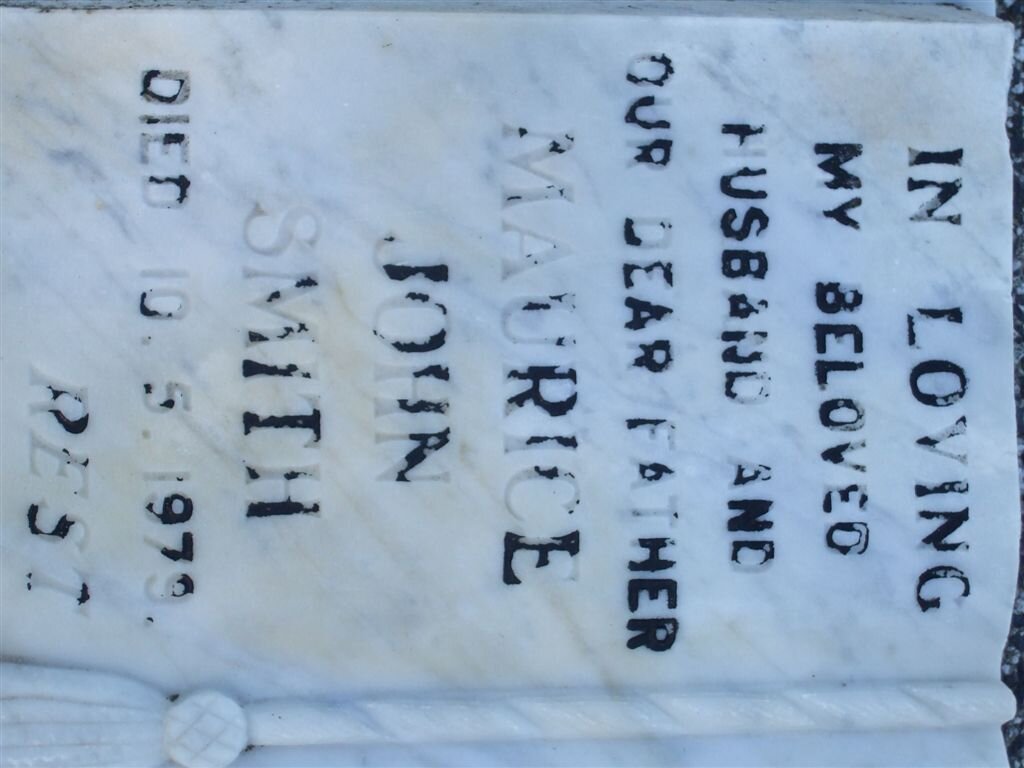 IN LOVING
MY BELOVED
HUSBAND AND
OUR DEAR FATHER
MAURICE
JOHN
SMITH
DIED 10. 5. 1979.
REST